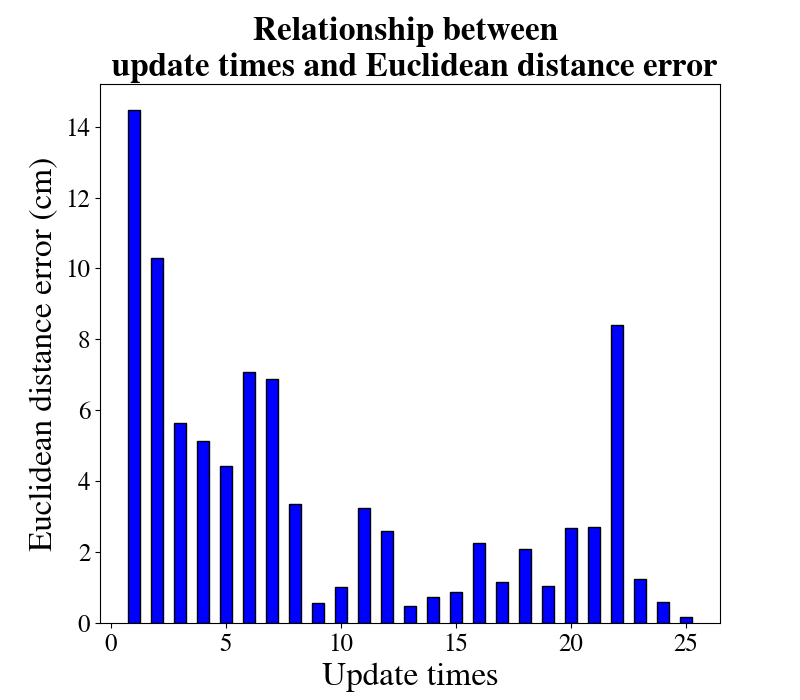 Relationship between
update times and Euclidean distance error
Euclidean distance error (cm)
14
12
10
8
6
4
2
0
0 5 10 15 20 25
Update times